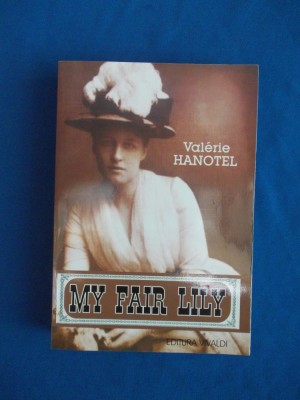 Valérie
HANOTEL
MY FAIR LILY
EDITURA VIVALDI